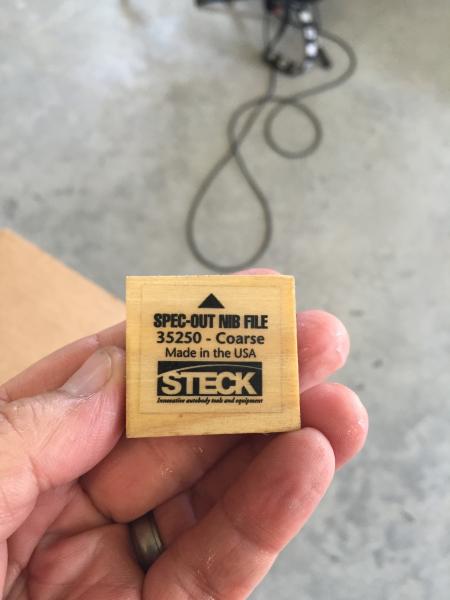 SPEC-OUT NIB FILE
35250 - Coarse
Made in the USA
STECK
Innovative autobody tools and equipment